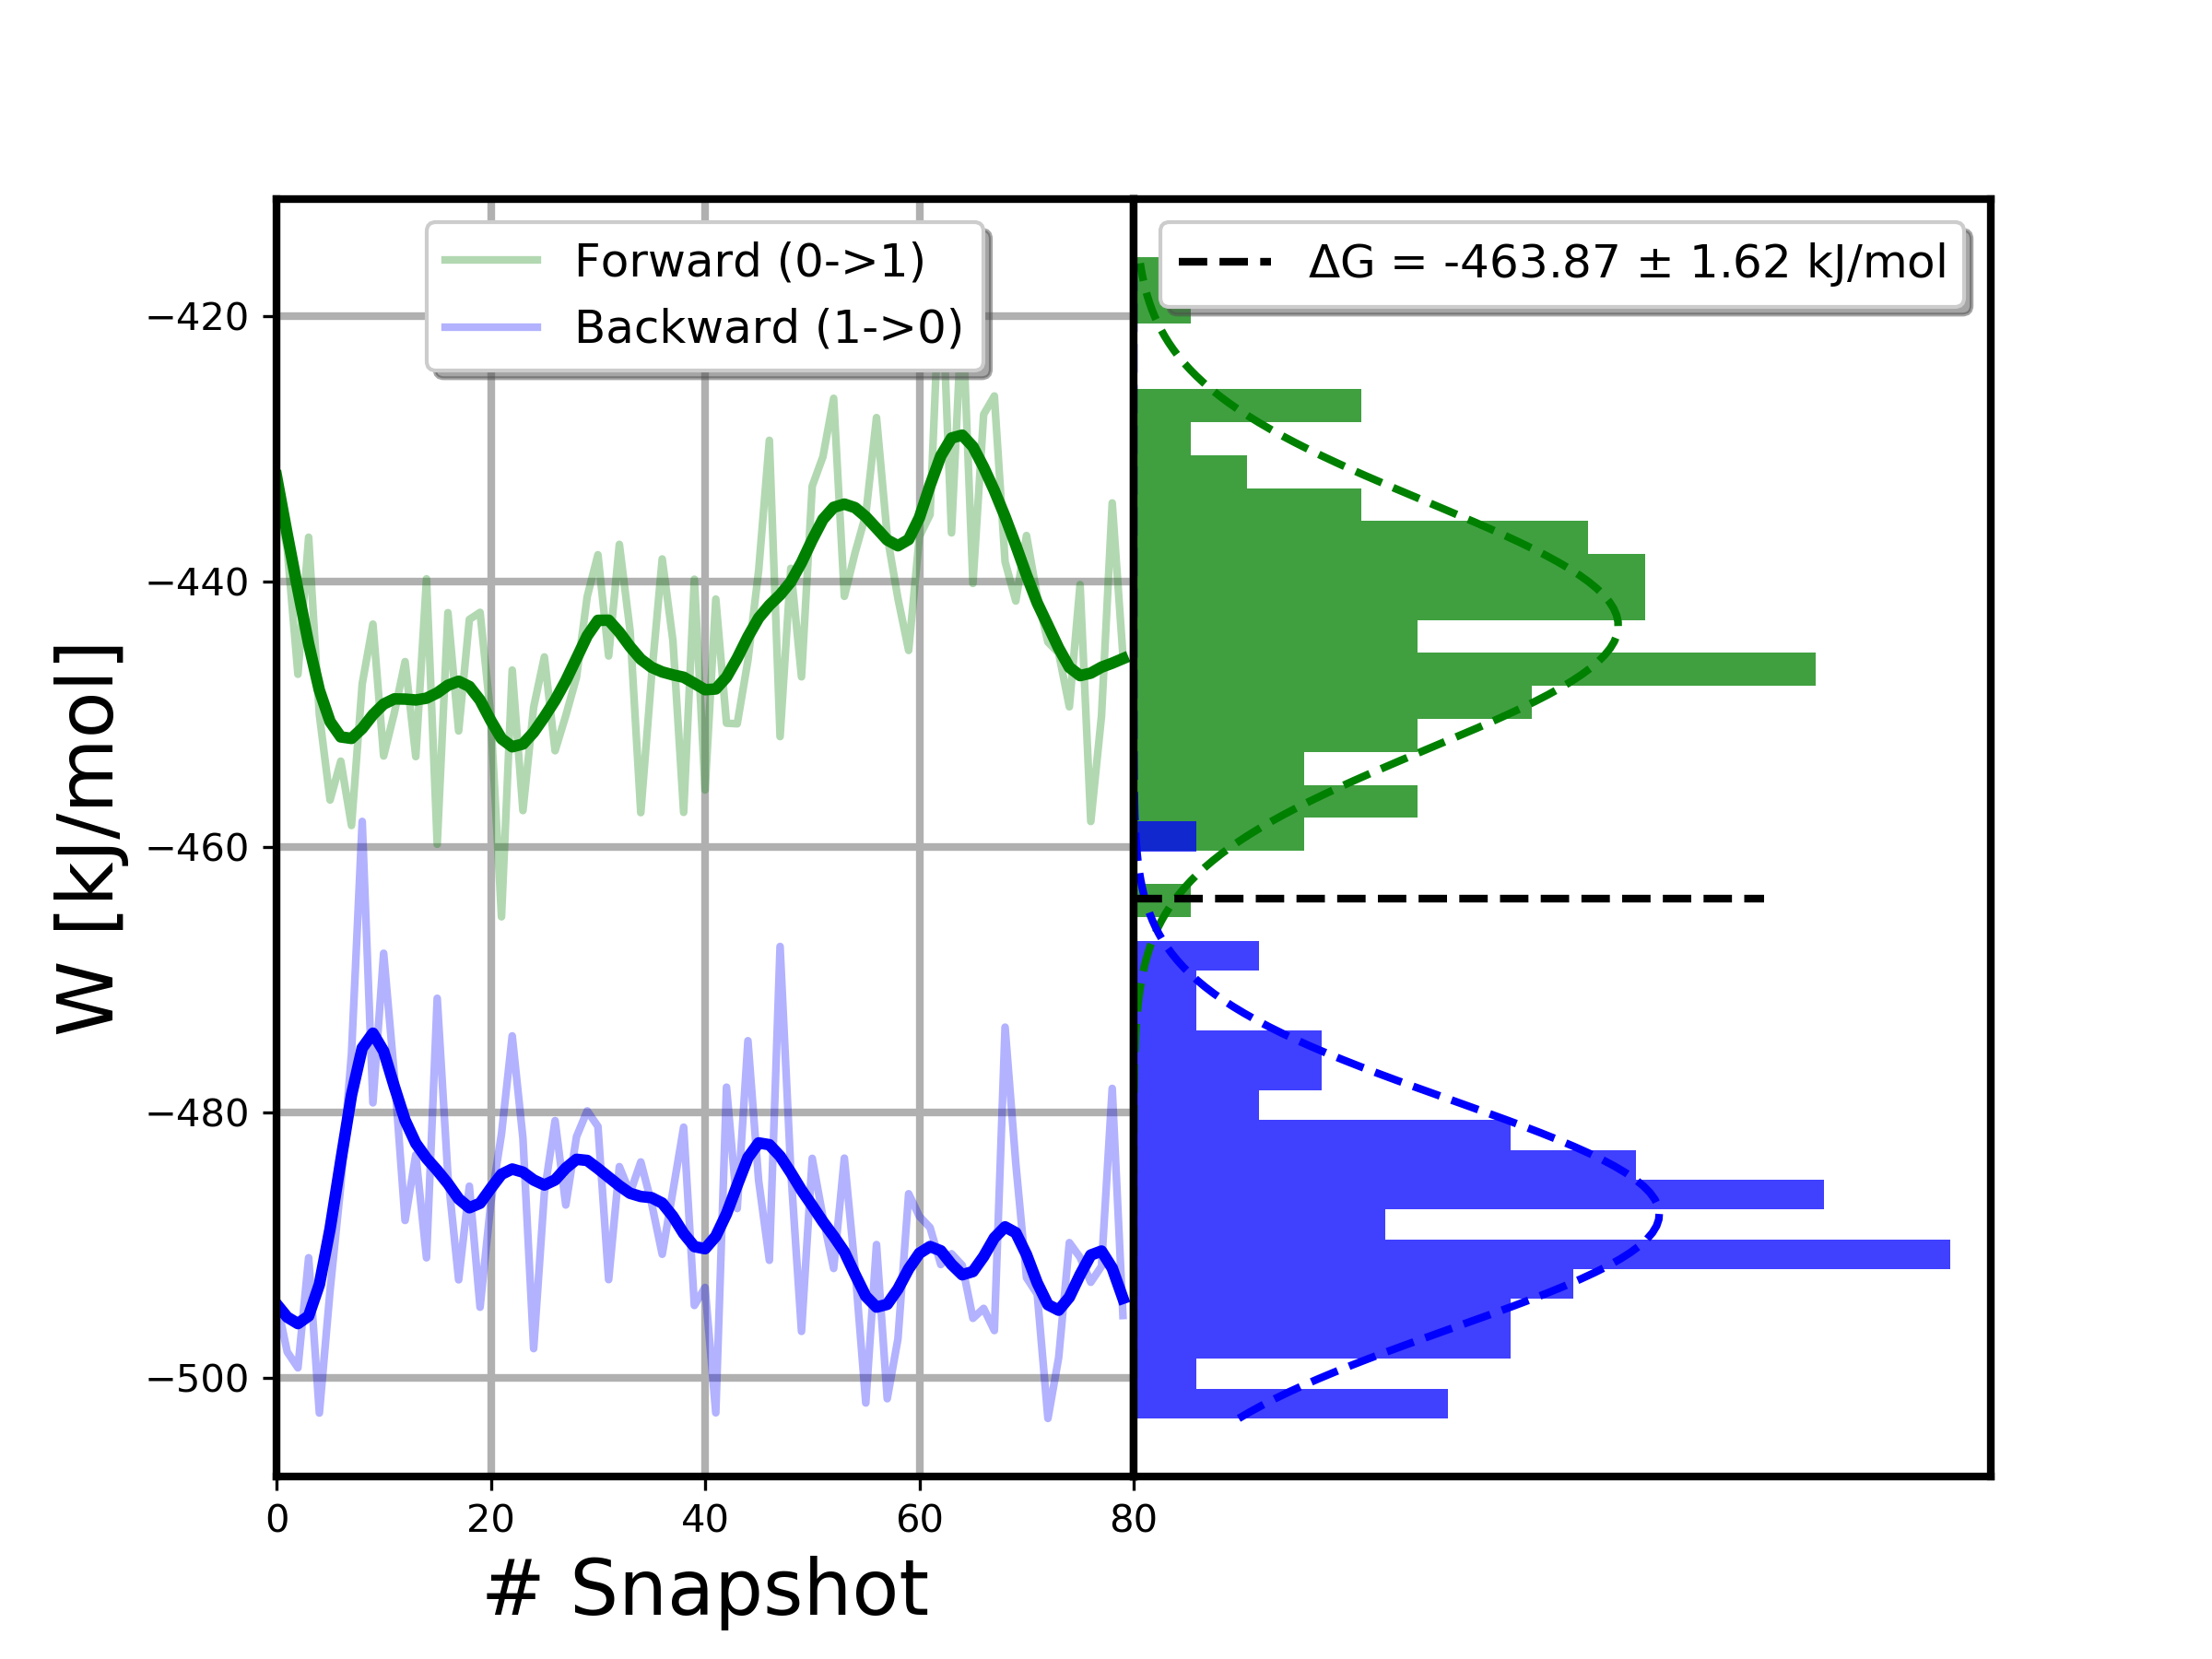 Forward (0->1)
Backward (1->0)
ΔG = -463.87 ± 1.62 kJ/mol
W [kJ/mol]
−420
−440
−460
−480
−500
0 20 40 60 80
# Snapshot